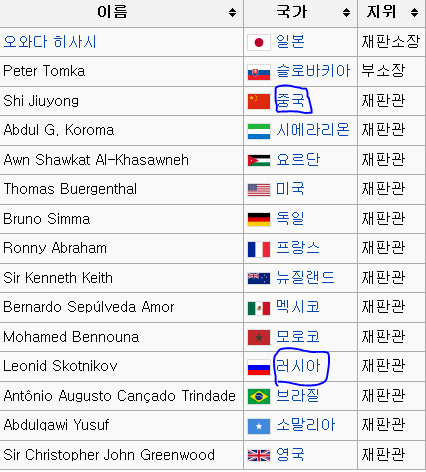 이름 국가 지위
오와다 히사시 일본 재판소장
Peter Tomka 슬로바키아 부소장
Shi Jiuyong 중국 재판관
Abdul G. Koroma 시에라리온 재판관
Awn Shawkat Al-Khasawneh 요르단 재판관
Thomas Buergenthal 미국 재판관
Bruno Simma 독일 재판관
Ronny Abraham 프랑스 재판관
Sir Kenneth Keith 뉴질랜드 재판관
Bernardo Sepúlveda Amor 멕시코 재판관
Mohamed Bennouna 모로코 재판관
Leonid Skotnikov 러시아 재판관
Antônio Augusto Cançado Trindade 브라질 재판관
Abdulqawi Yusuf 소말리아 재판관
Sir Christopher John Greenwood 영국 재판관